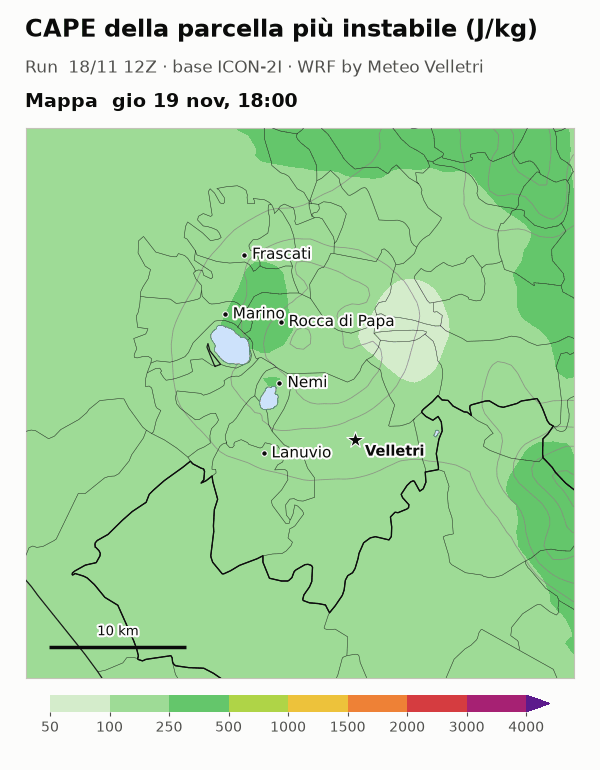 CAPE della parcella più instabile (J/kg)
Run  18/11 12Z · base ICON-2I · WRF by Meteo Velletri
Mappa  gio 19 nov, 18:00
Frascati
Marino
Rocca di Papa
Nemi
Velletri
Lanuvio
10 km
50 100 250 500 1000 1500 2000 3000 4000